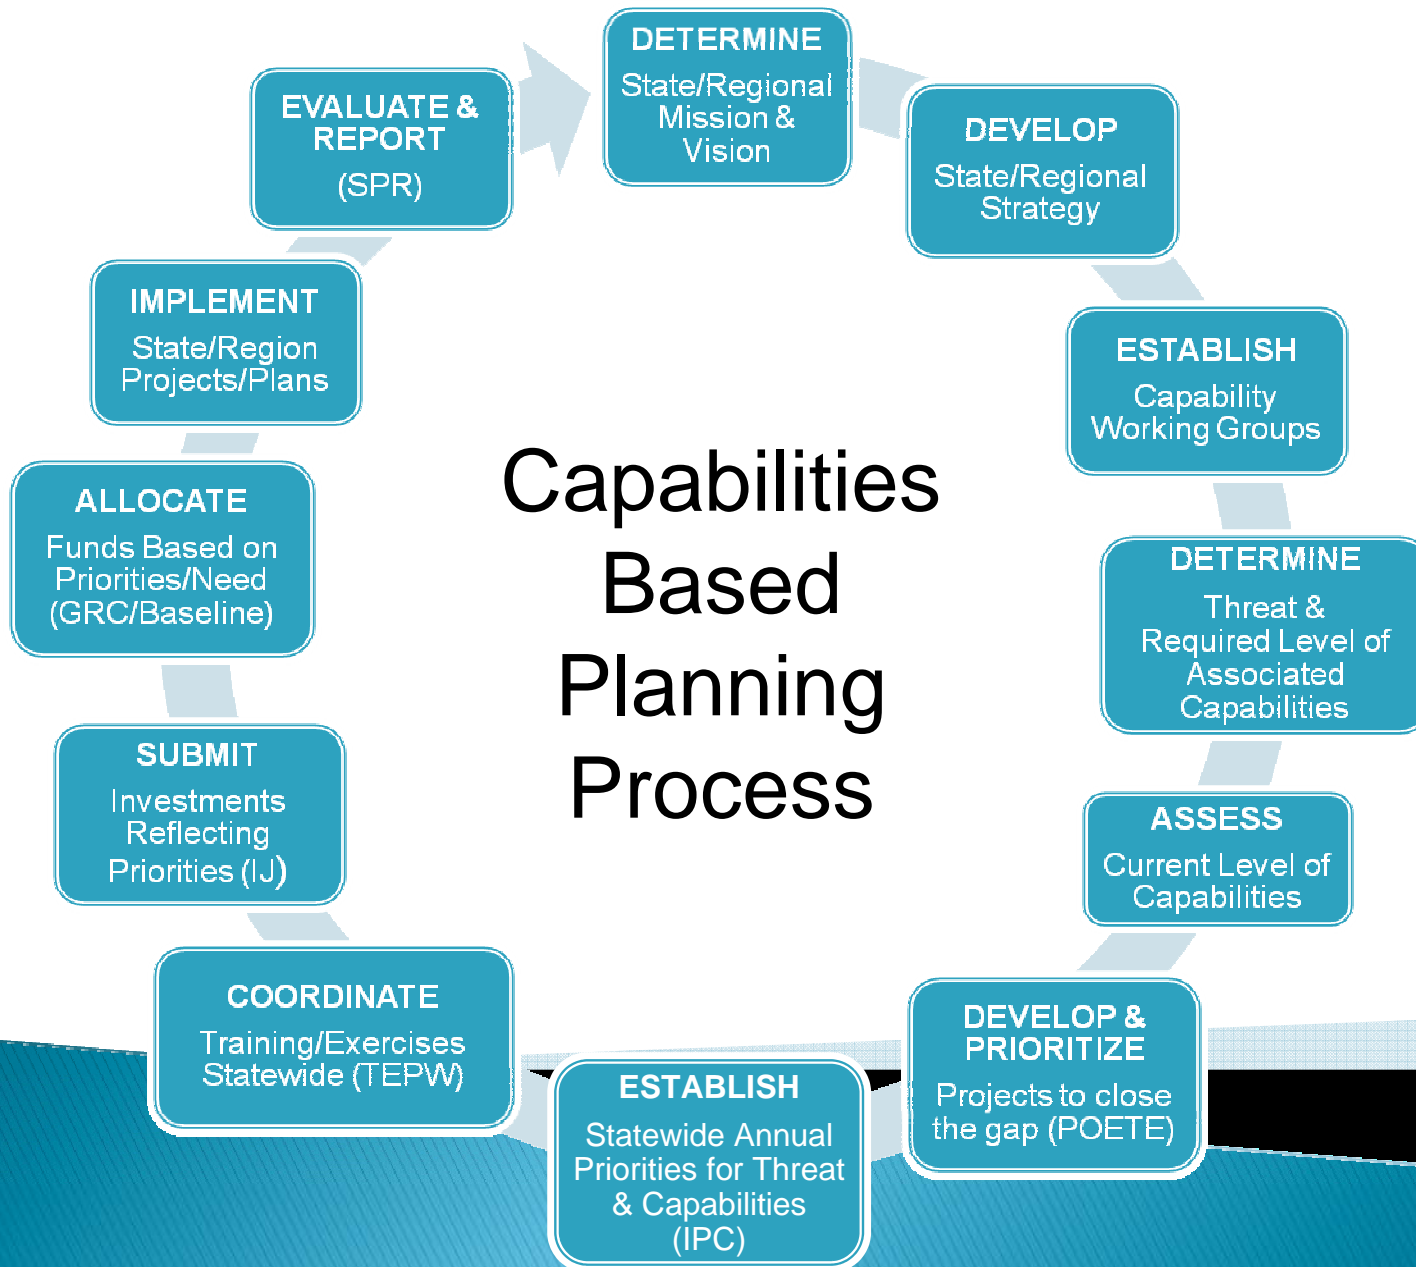 DETERMINE
State/Regional
Mission &
Vision
DEVELOP
State/Regional
Strategy
ESTABLISH
Capability
Working Groups
DETERMINE
Threat &
Required Level of
Associated
Capabilities
ASSESS
Current Level of
Capabilities
DEVELOP &
PRIORITIZE
Projects to close
the gap (POETE)
ESTABLISH
Statewide Annual
Priorities for Threat
& Capabilities
(IPC)
COORDINATE
Training/Exercises
Statewide (TEPW)
SUBMIT
Investments
Reflecting
Priorities (IJ)
ALLOCATE
Funds Based on
Priorities/Need
(GRC/Baseline)
IMPLEMENT
State/Region
Projects/Plans
EVALUATE &
REPORT
(SPR)
Capabilities
Based
Planning
Process